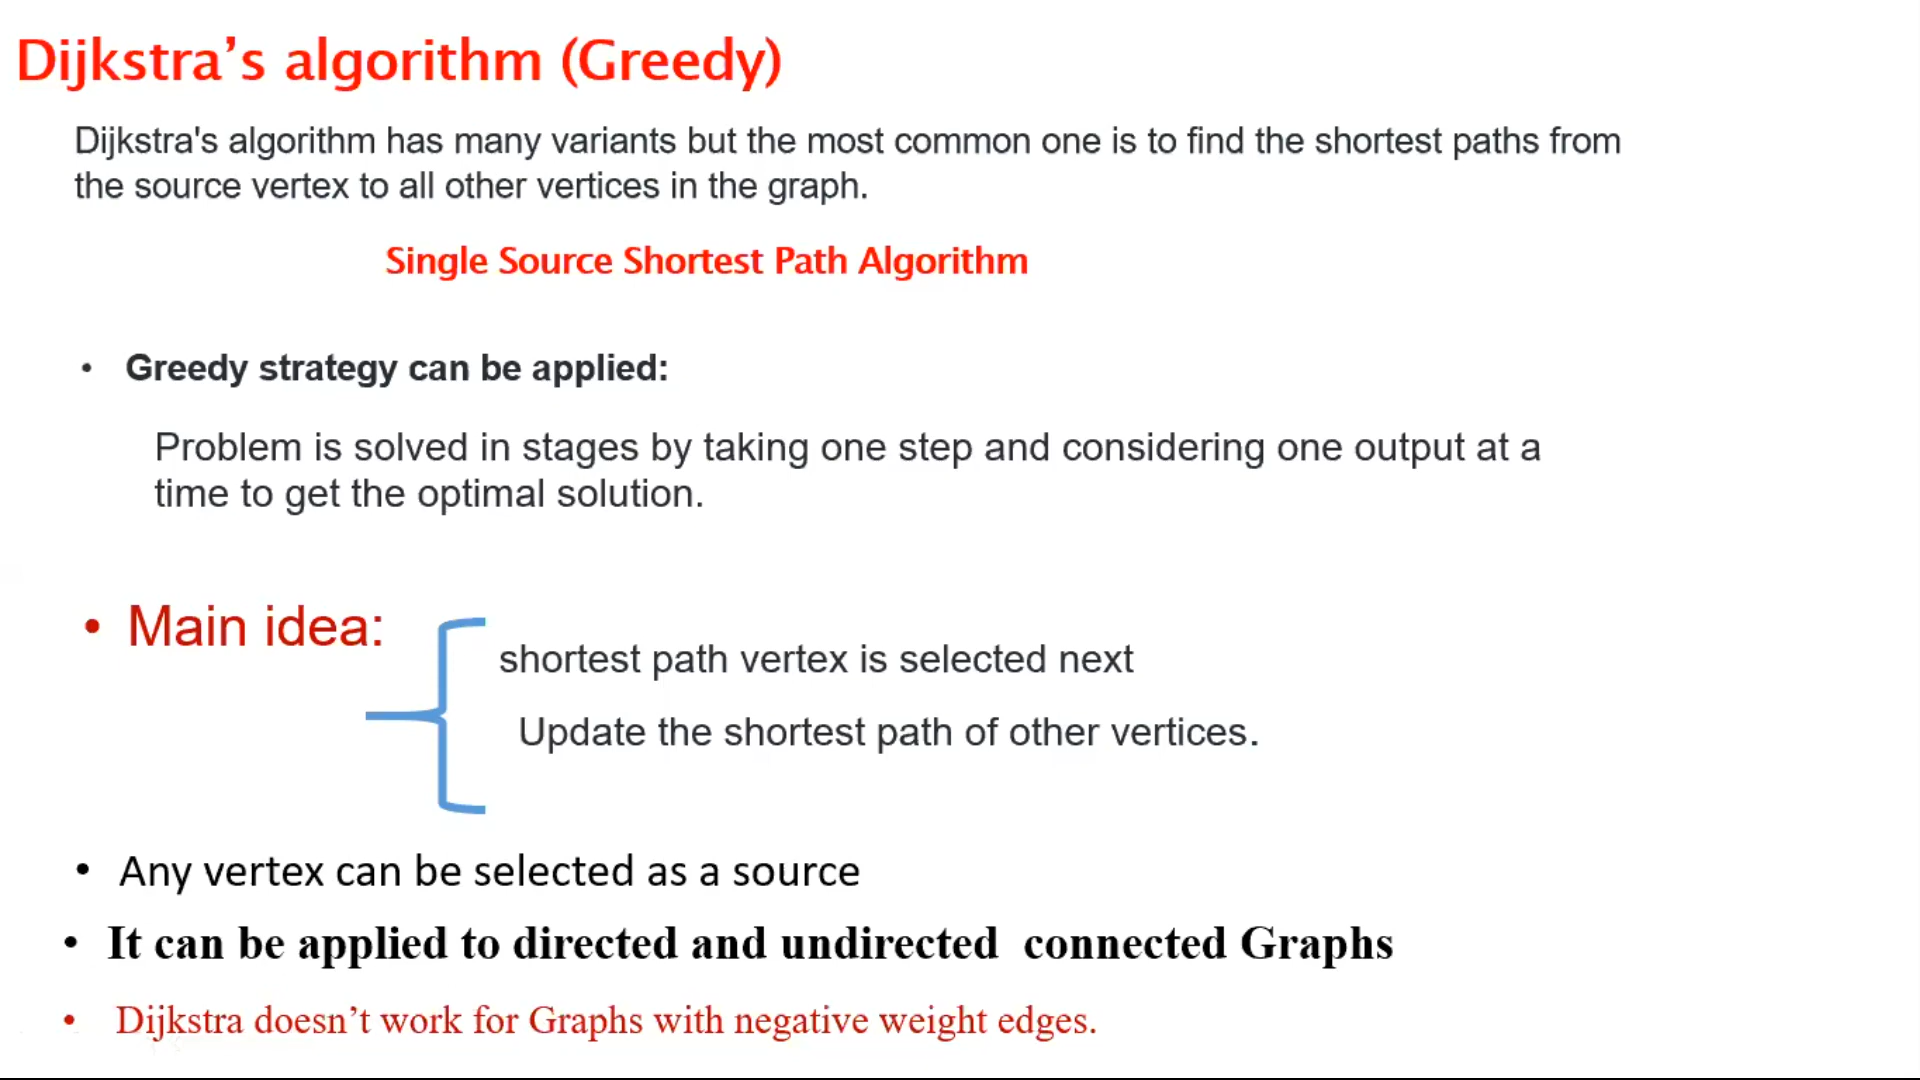 Dijkstra’s algorithm (Greedy)
Dijkstra's algorithm has many variants but the most common one is to find the shortest paths from
the source vertex to all other vertices in the graph.
Single Source Shortest Path Algorithm
• Greedy strategy can be applied:
Problem is solved in stages by taking one step and considering one output at a
time to get the optimal solution.
• Main idea:
shortest path vertex is selected next
Update the shortest path of other vertices.
• Any vertex can be selected as a source
• It can be applied to directed and undirected connected Graphs
• Dijkstra doesn’t work for Graphs with negative weight edges.